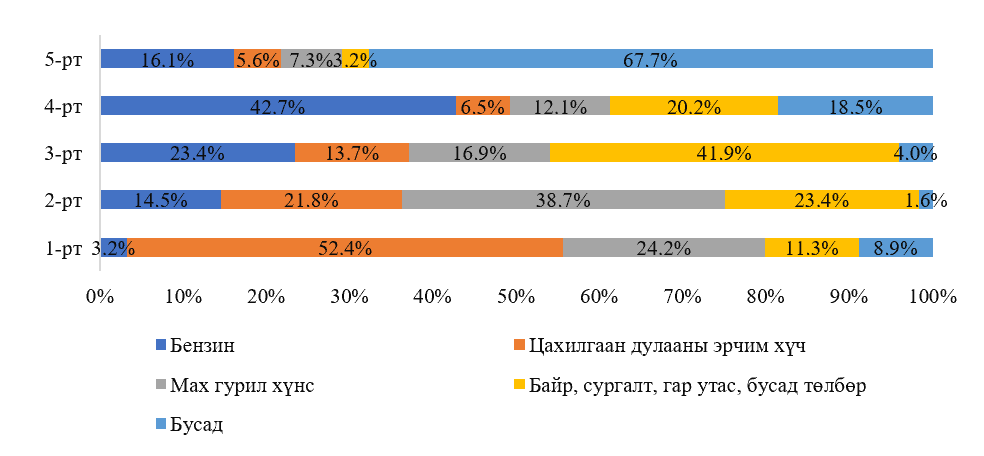 5-рт 16.1% 5.6% 7.3% 3.2% 67.7%
4-рт 42.7% 6.5% 12.1% 20.2% 18.5%
3-рт 23.4% 13.7% 16.9% 41.9% 4.0%
2-рт 14.5% 21.8% 38.7% 23.4% 1.6%
1-рт 3.2% 52.4% 24.2% 11.3% 8.9%
0% 10% 20% 30% 40% 50% 60% 70% 80% 90% 100%
Бензин Цахилгаан дулааны эрчим хүч
Мах гурил хүнс Байр, сургалт, гар утас, бусад төлбөр
Бусад